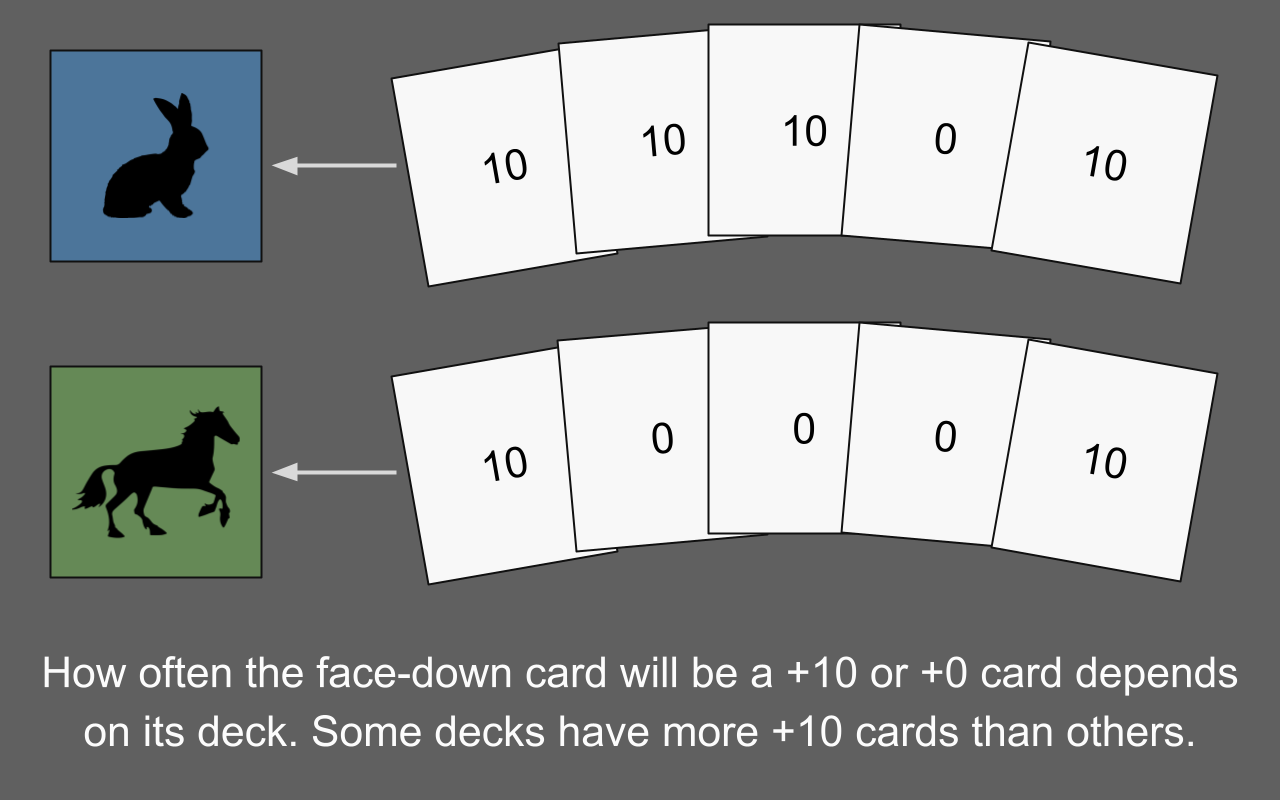 10 10 10 0 10
10 0 0 0 10
How often the face-down card will be a +10 or +0 card depends
on its deck. Some decks have more +10 cards than others.